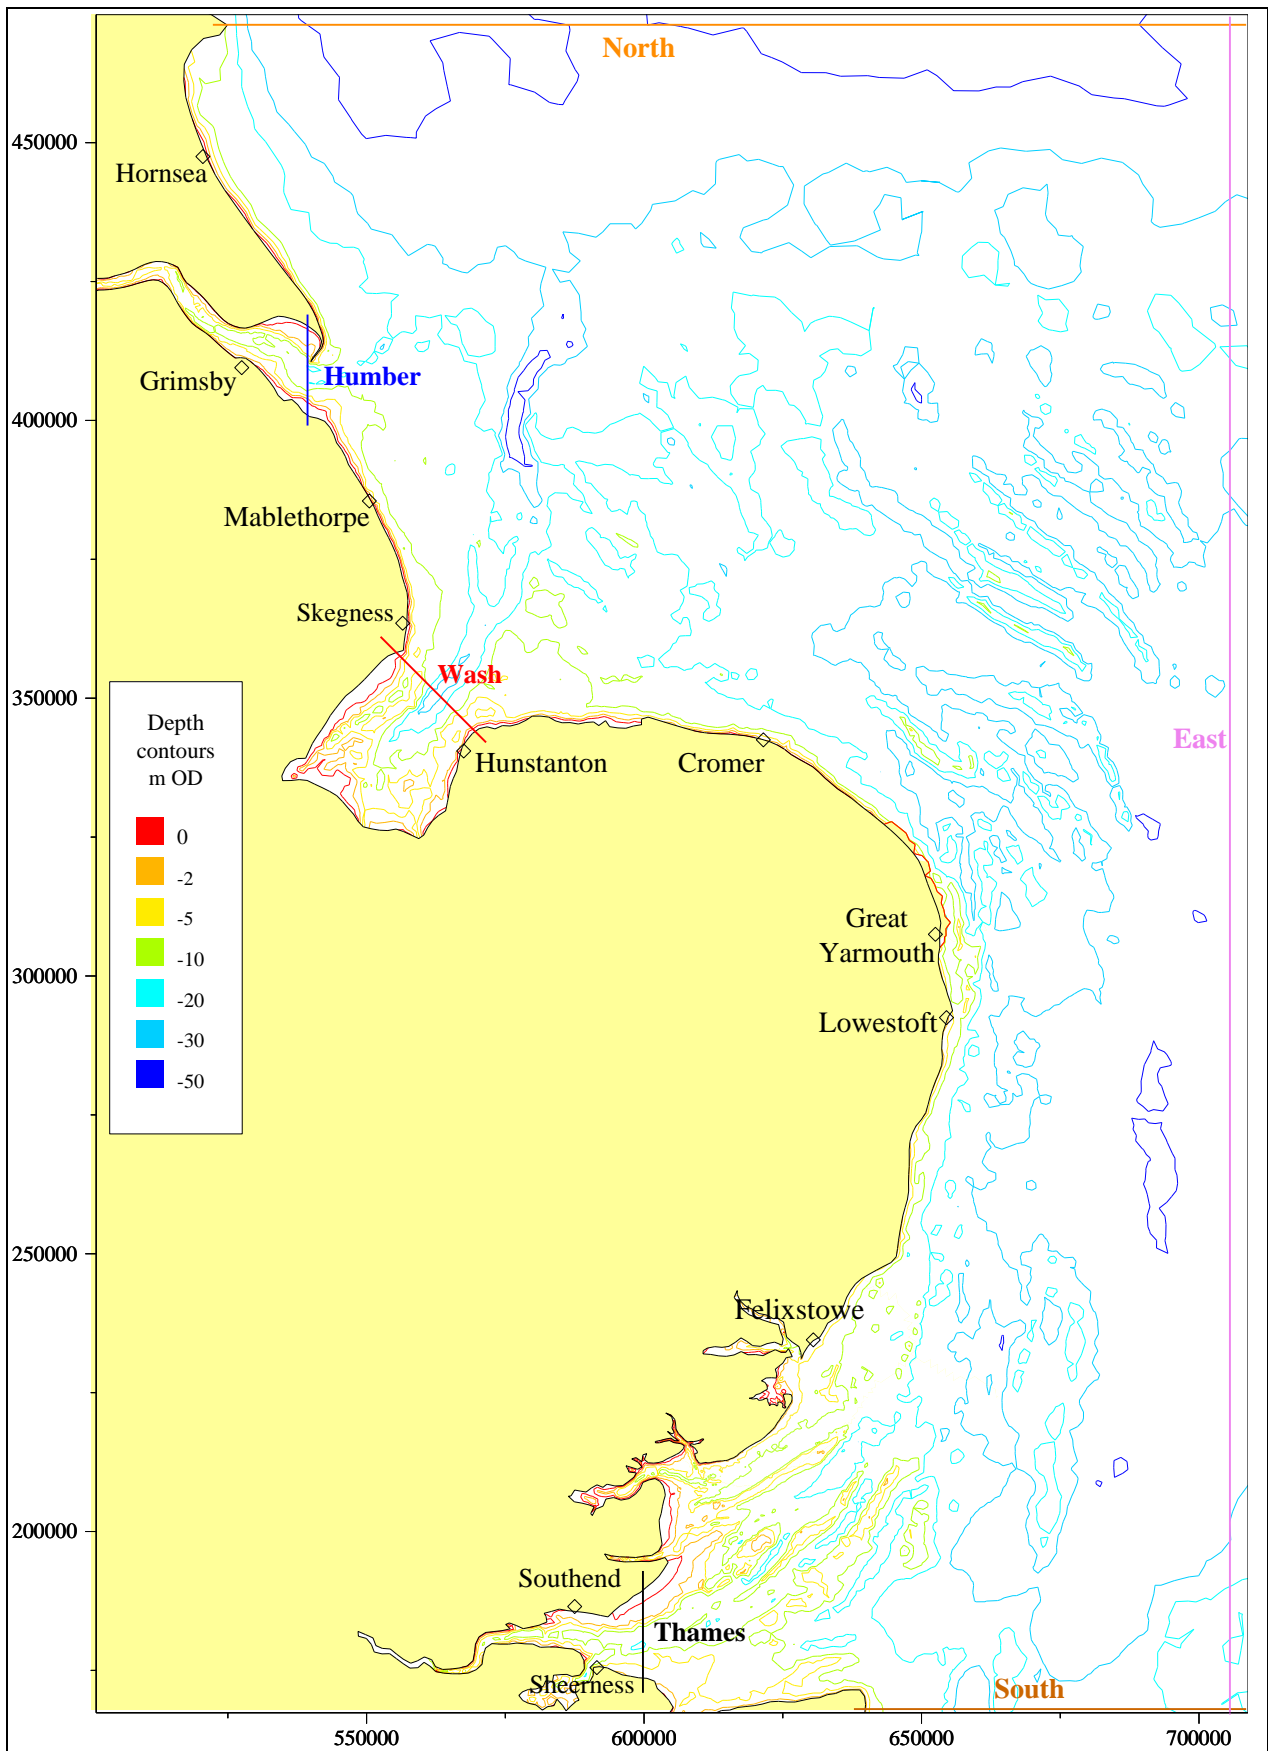 North
450000
Hornsea
Humber
Grimsby
400000
Mablethorpe
Skegness
Wash
350000
East
Hunstanton
Cromer
Depth
contours
m OD
0
-2
-5
-10
-20
-30
-50
Great
Yarmouth
300000
Lowestoft
250000
Felixstowe
200000
Southend
Thames
Sheerness
South
550000
600000
650000
700000